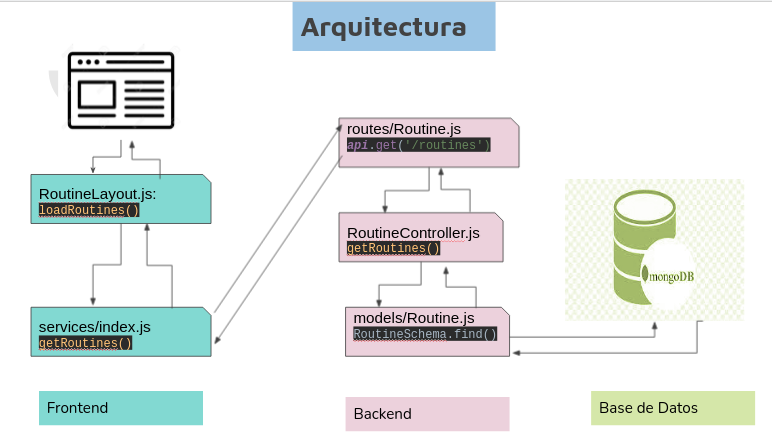 Arquitectura
RoutineLayout.js:
loadRoutines()
services/index.js
getRoutines()
routes/Routine.js
api.get('/routines')
RoutineController.js
getRoutines()
models/Routine.js
RoutineSchema.find()
mongoDB
Frontend
Backend
Base de Datos